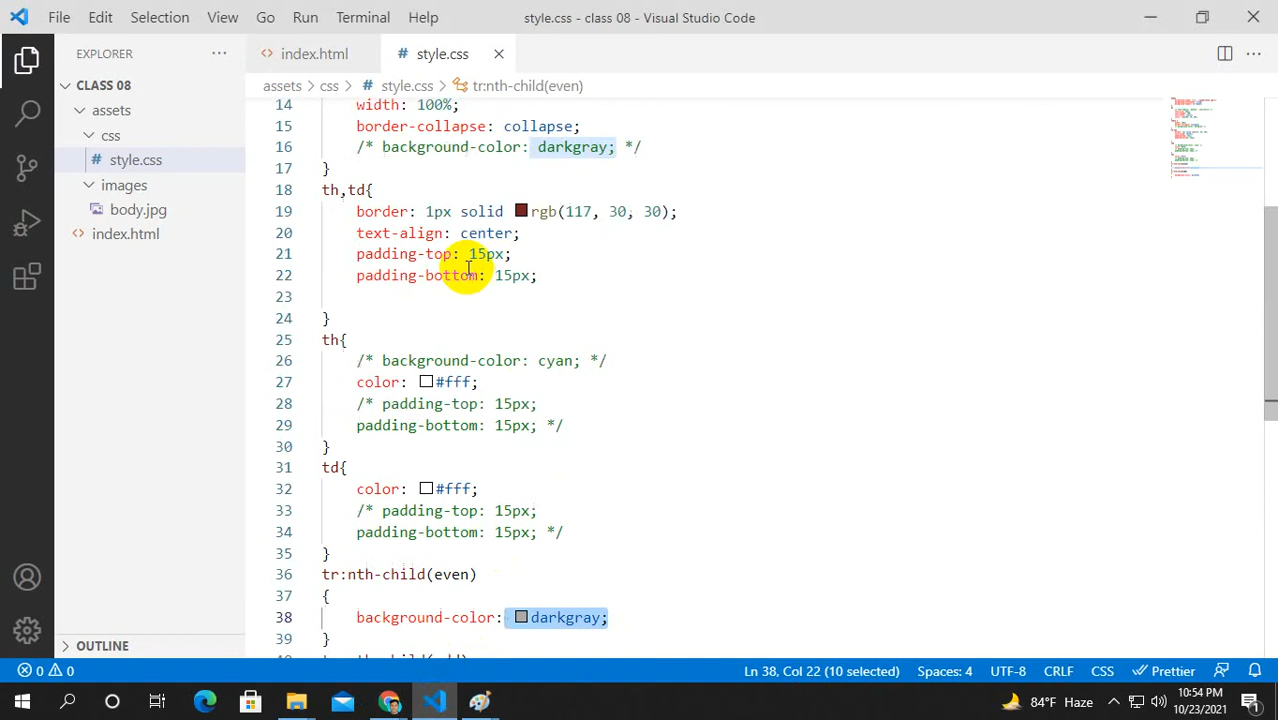 File Edit Selection View Go Run Terminal Help style.css - class 08 - Visual Studio Code
EXPLORER
index.html
# style.css
CLASS 08
assets > css > # style.css > tr:nth-child(even)
assets
css
# style.css
images
body.jpg
<> index.html
OUTLINE
14 width: 100%;
15 border-collapse: collapse;
16 /* background-color: darkgray; */
17 }
18 th,td{
19 border: 1px solid rgb(117, 30, 30);
20 text-align: center;
21 padding-top: 15px;
22 padding-bottom: 15px;
23
24 }
25 th{
26 /* background-color: cyan; */
27 color: #fff;
28 /* padding-top: 15px;
29 padding-bottom: 15px; */
30 }
31 td{
32 color: #fff;
33 /* padding-top: 15px;
34 padding-bottom: 15px; */
35 }
36 tr:nth-child(even)
37 {
38 background-color: darkgray;
39 }
0 0 Ln 38, Col 22 (10 selected) Spaces: 4 UTF-8 CRLF CSS Prettier
84°F Haze 10:54 PM
10/23/2021
1